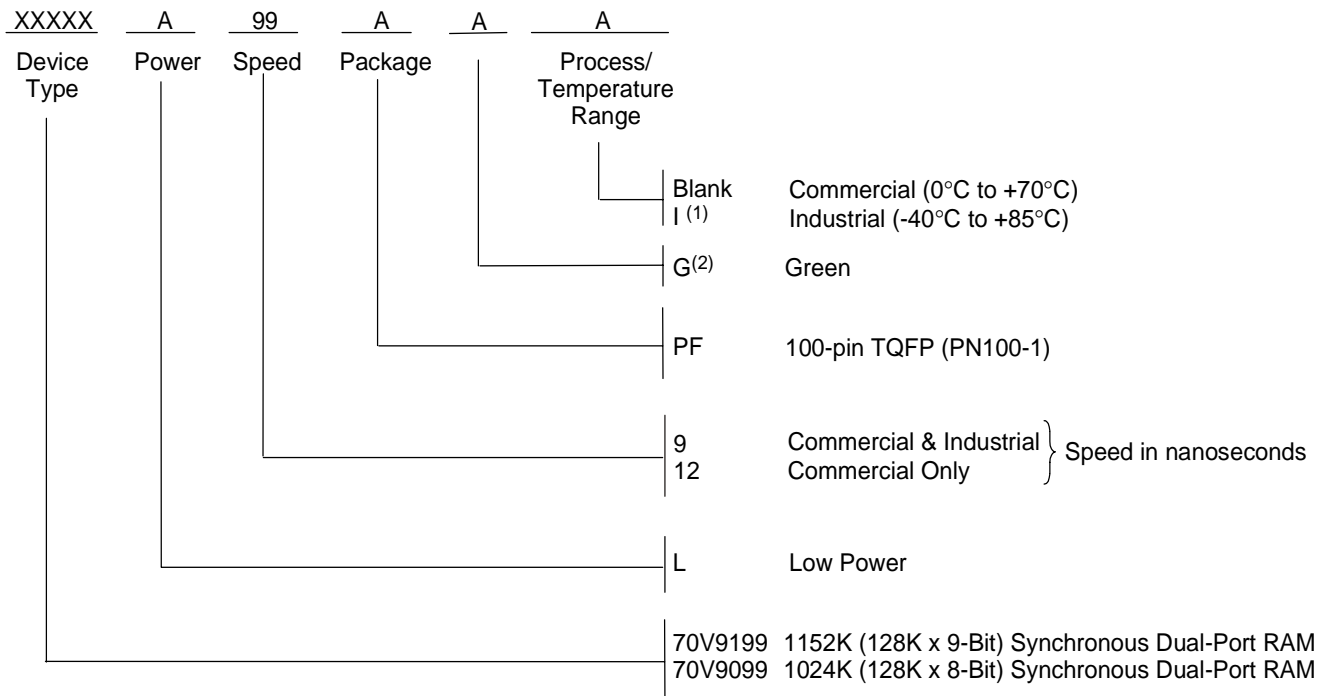 XXXXX A 99 A A A
Device Type Power Speed Package Process/ Temperature Range
Blank Commercial (0°C to +70°C)
I (1) Industrial (-40°C to +85°C)
G(2) Green
PF 100-pin TQFP (PN100-1)
9 Commercial & Industrial
12 Commercial Only
Speed in nanoseconds
L Low Power
70V9199 1152K (128K x 9-Bit) Synchronous Dual-Port RAM
70V9099 1024K (128K x 8-Bit) Synchronous Dual-Port RAM